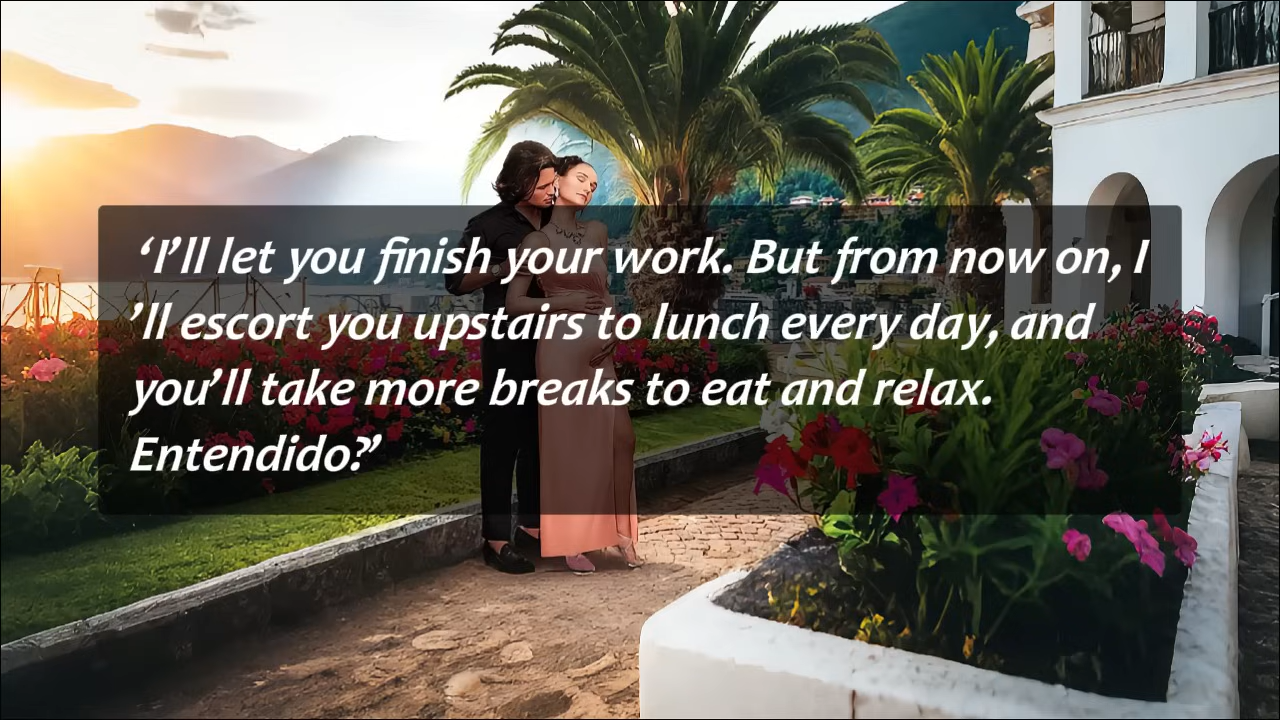 ‘I’ll let you finish your work. But from now on, I
’ll escort you upstairs to lunch every day, and
you’ll take more breaks to eat and relax.
Entendido?’